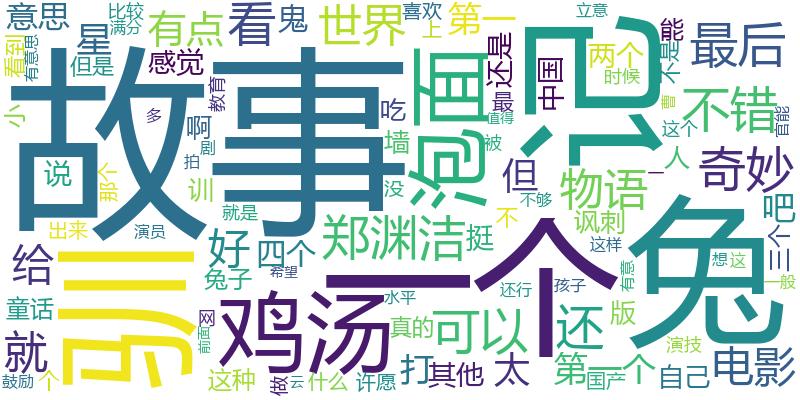 故事
一个
兔
记
驯
鸡汤
泡面
郑渊洁
物语
奇妙
不错
最后
世界
电影
可以
还
看
给
就
好
四个
有点
意思
星
鬼
第一
喜欢
上
比较
满分
看到
有意思
但是
感觉
教育
小
多
啊
剧
拍
吃
墙
没
被
值得
还是
最
中国
两个
时候
立意
能
不是
曹
这个
官能
人
一
但
说
那个
训
就是
出来
演员
兔子
希望
挺
不
不够
讽刺
这样
有意
想
这
三个
吧
一般
童话
鼓励
个
这种
网
前面
做
云
什么
水平
许愿
真的
打
其他
还行
太
孩子
第一个
国产
版
演技
自己